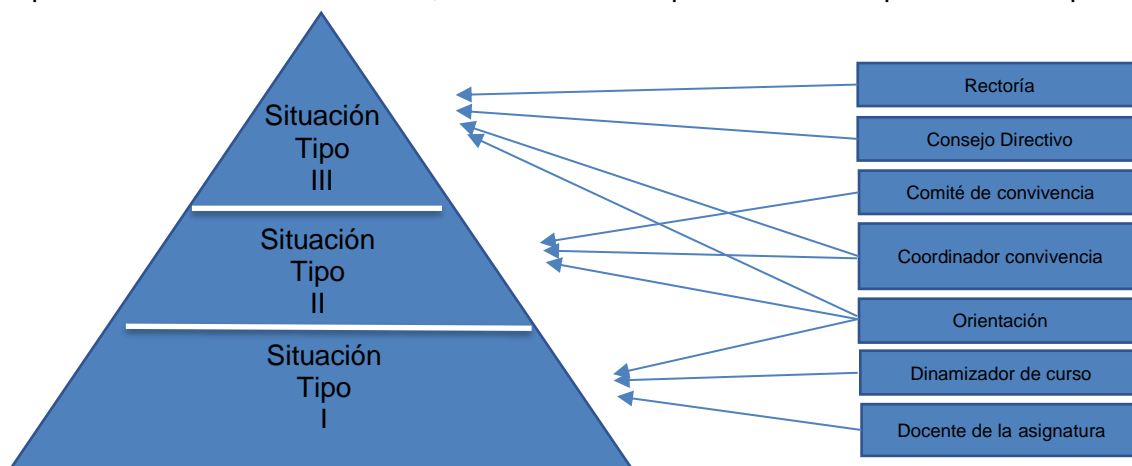 Situación
Tipo
III
Situación
Tipo
II
Situación
Tipo
I
Rectoría
Consejo Directivo
Comité de convivencia
Coordinador convivencia
Orientación
Dinamizador de curso
Docente de la asignatura